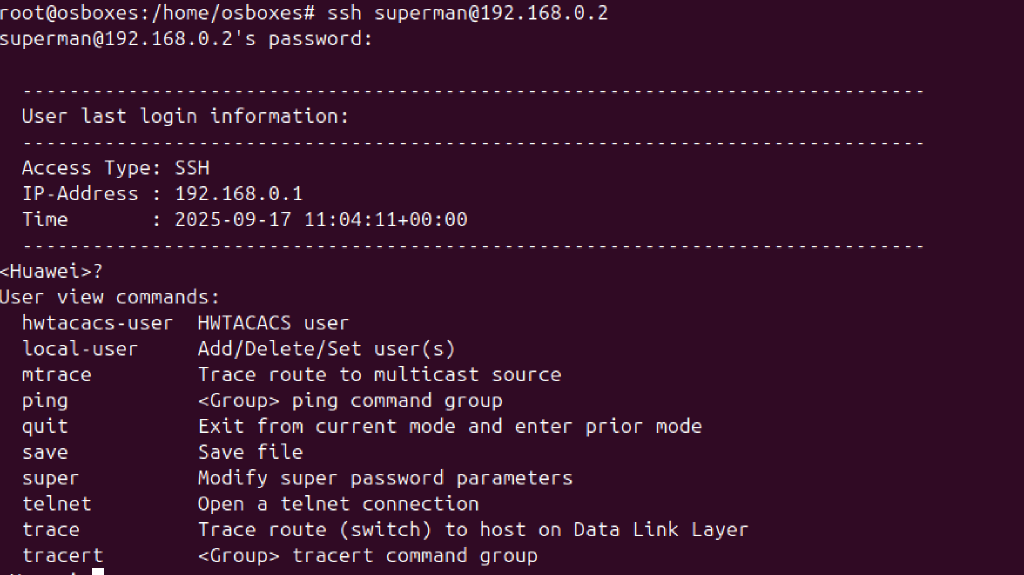 root@osboxes:/home/osboxes# ssh superman@192.168.0.2
superman@192.168.0.2's password:
-----------------------------------------------------------------------------
User last login information:
-----------------------------------------------------------------------------
Access Type: SSH
IP-Address : 192.168.0.1
Time       : 2025-09-17 11:04:11+00:00
-----------------------------------------------------------------------------
<Huawei>?
User view commands:
  hwtacacs-user  HWTACACS user
  local-user     Add/Delete/Set user(s)
  mtrace         Trace route to multicast source
  ping           <Group> ping command group
  quit           Exit from current mode and enter prior mode
  save           Save file
  super          Modify super password parameters
  telnet         Open a telnet connection
  trace          Trace route (switch) to host on Data Link Layer
  tracert        <Group> tracert command group